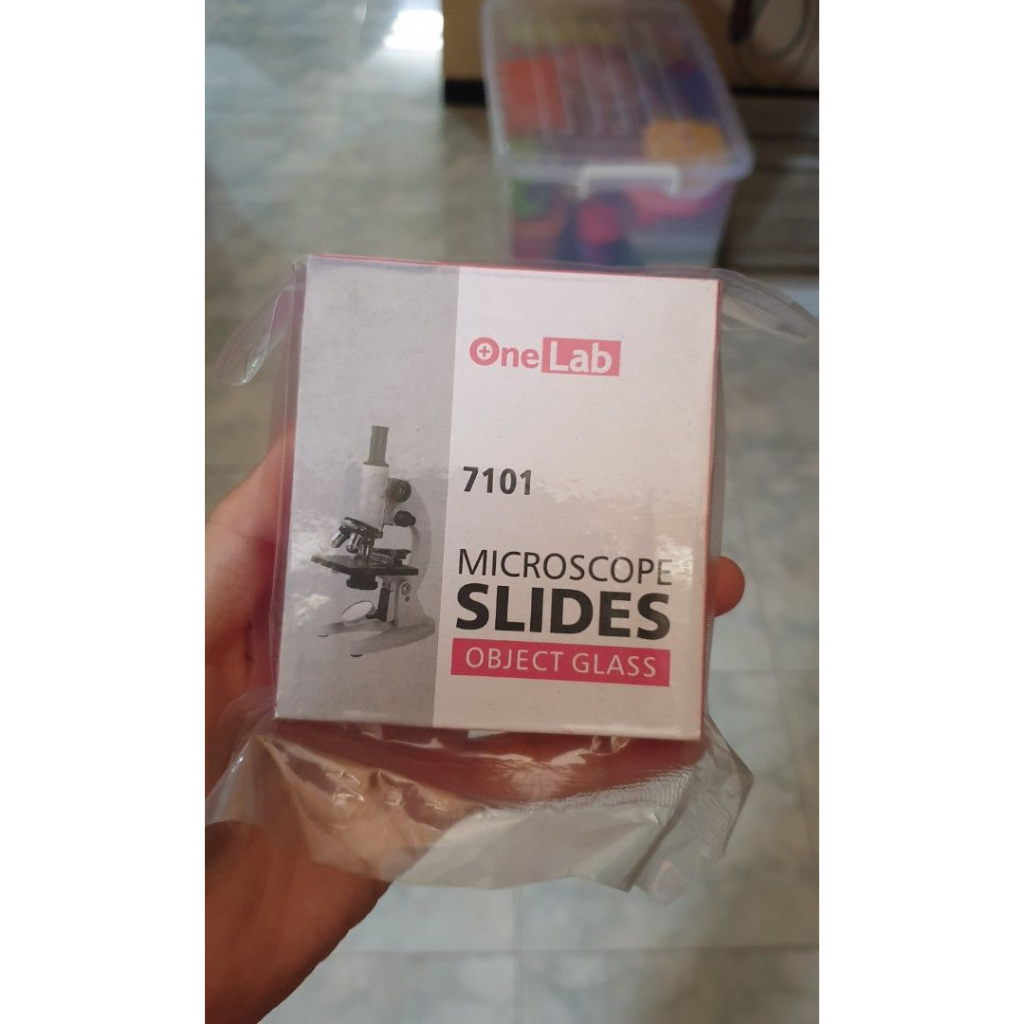 OneLab
7101
MICROSCOPE
SLIDES
OBJECT GLASS